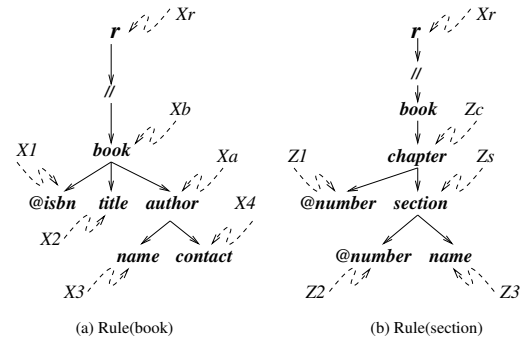 r Xr r Xr
// //
Xb book Zc
X1 book Xa Z1 chapter Zs
@isbn title author X4 @number section
X2
name contact @number name
X3 Z2 Z3
(a) Rule(book) (b) Rule(section)